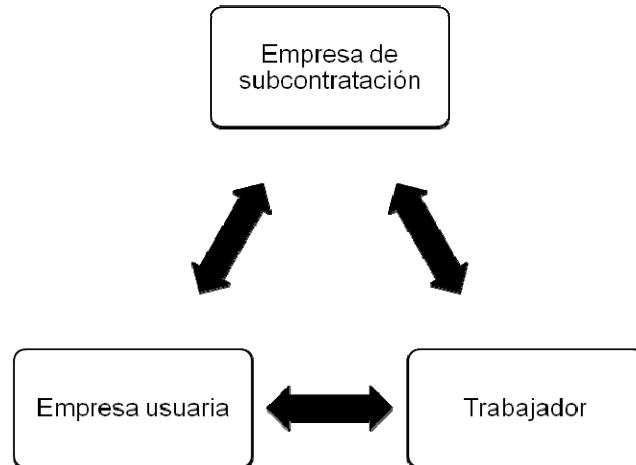 Empresa de
subcontratación
Empresa usuaria
Trabajador